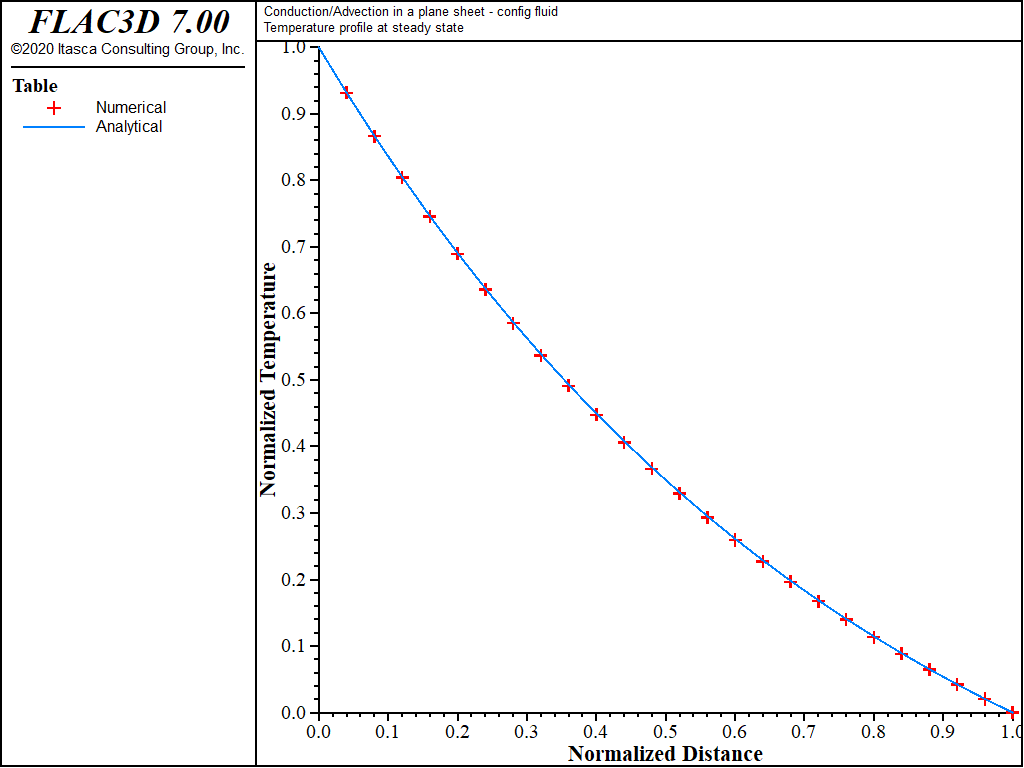 FLAC3D 7.00
©2020 Itasca Consulting Group, Inc.
Table
Numerical
Analytical
Conduction/Advection in a plane sheet - config fluid
Temperature profile at steady state
1.0
0.9
0.8
0.7
0.6
0.5
0.4
0.3
0.2
0.1
0.0
Normalized Temperature
0.0 0.1 0.2 0.3 0.4 0.5 0.6 0.7 0.8 0.9 1.0
Normalized Distance